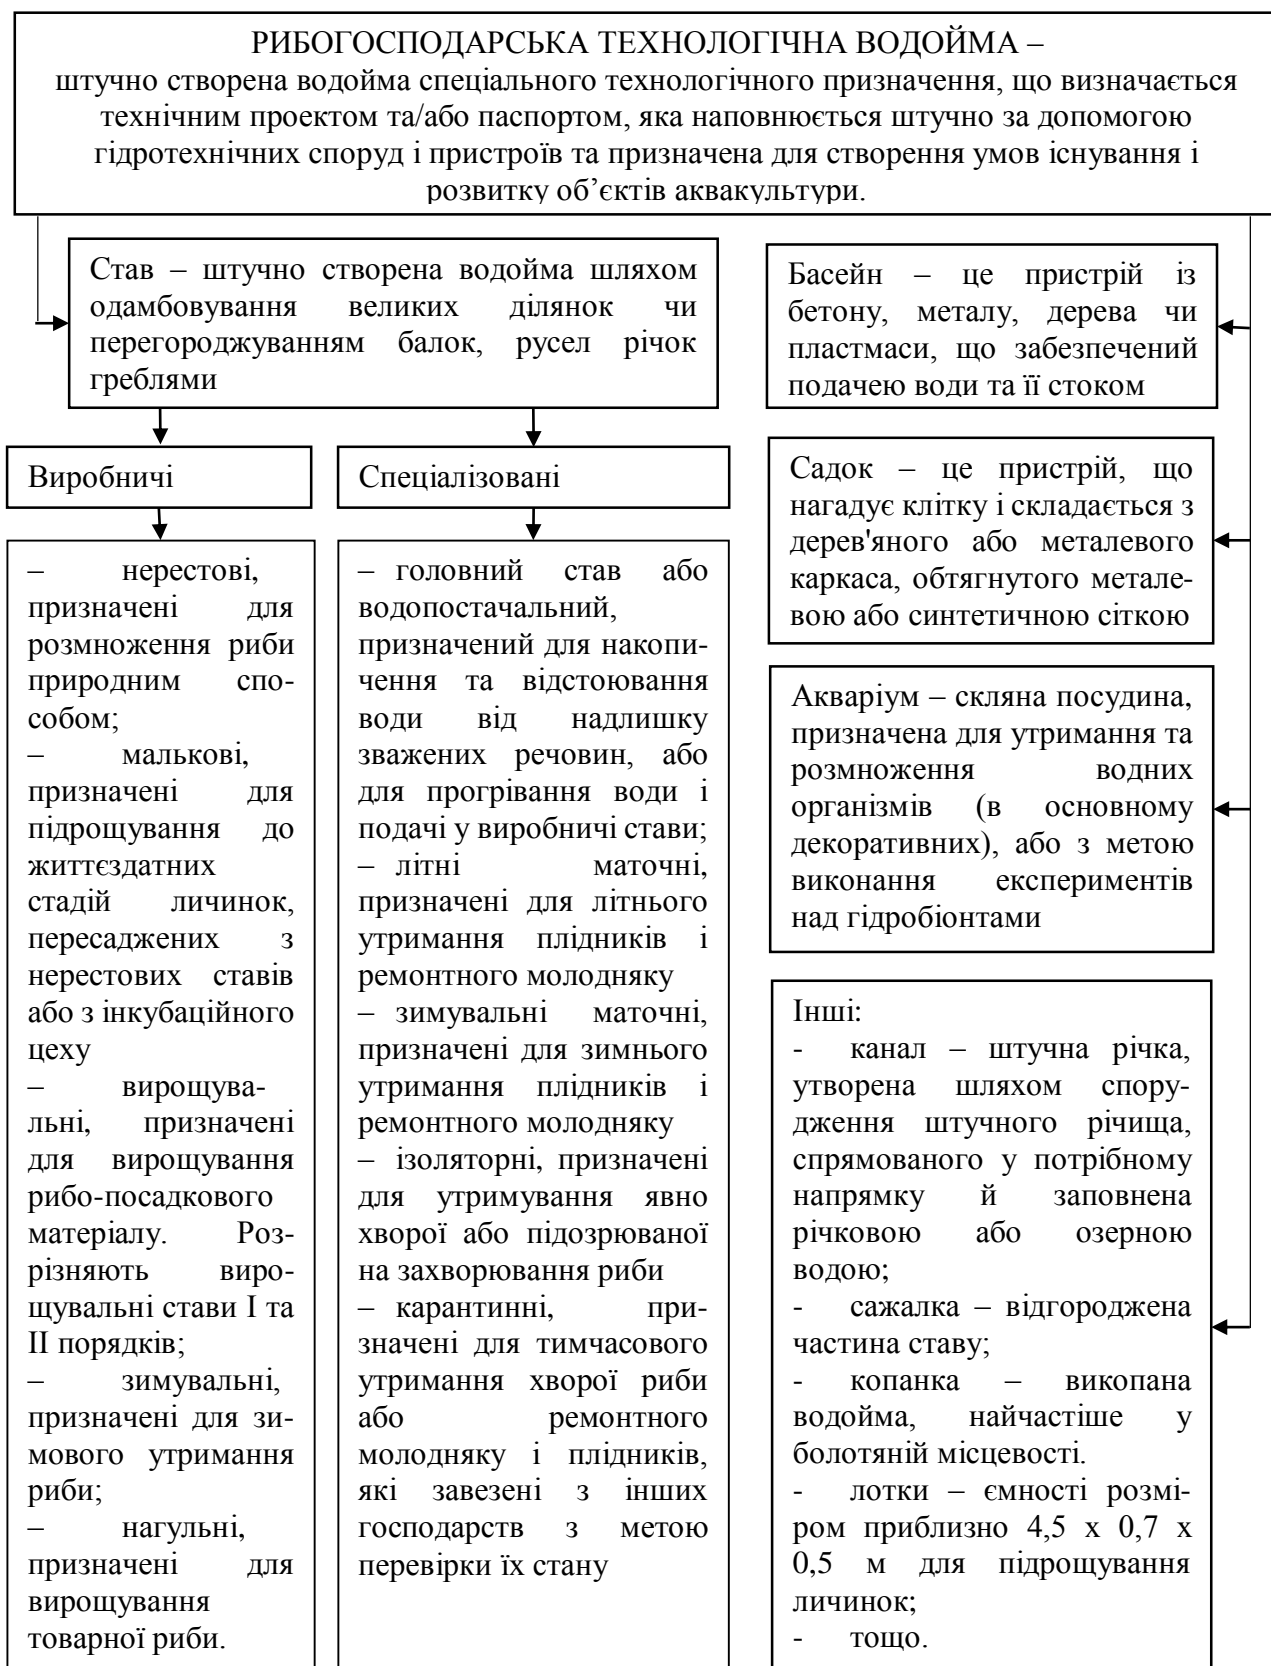 РИБОГОСПОДАРСЬКА ТЕХНОЛОГІЧНА ВОДОЙМА –
штучно створена водойма спеціального технологічного призначення, що визначається
технічним проектом та/або паспортом, яка наповнюється штучно за допомогою
гідротехнічних споруд і пристроїв та призначена для створення умов існування і
розвитку об’єктів аквакультури.
Став – штучно створена водойма шляхом
одамбовування великих ділянок чи
перегороджуванням балок, русел річок
греблями
Виробничі
– нерестові,
призначені для
розмноження риби
природним спо-
собом;
– малькові,
призначені для
підрощування до
життєздатних
стадій личинок,
пересаджених з
нерестових ставів
або з інкубаційного
цеху
– вирощува-
льні, призначені
для вирощування
рибо-посадкового
матеріалу. Роз-
різняють виро-
щувальні стави І та
ІІ порядків;
– зимувальні,
призначені для зи-
мового утримання
риби;
– нагульні,
призначені для
вирощування
товарної риби.
Спеціалізовані
– головний став або
водопостачальний,
призначений для накопи-
чення та відстоювання
води від надлишку
зважених речовин, або
для прогрівання води і
подачі у виробничі стави;
– літні маточні,
призначені для літнього
утримання плідників і
ремонтного молодняку
– зимувальні маточні,
призначені для зимнього
утримання плідників і
ремонтного молодняку
– ізоляторні, призначені
для утримування явно
хворої або підозрюваної
на захворювання риби
– карантинні, при-
значені для тимчасового
утримання хворої риби
або ремонтного
молодняку і плідників,
які завезені з інших
господарств з метою
перевірки їх стану
Басейн – це пристрій із
бетону, металу, дерева чи
пластмаси, що забезпечений
подачею води та її стоком
Садок – це пристрій, що
нагадує клітку і складається з
дерев'яного або металевого
каркаса, обтягнутого метале-
вою або синтетичною сіткою
Акваріум – скляна посудина,
призначена для утримання та
розмноження водних
організмів (в основному
декоративних), або з метою
виконання експериментів
над гідробіонтами
Інші:
- канал – штучна річка,
утворена шляхом спору-
дження штучного річища,
спрямованого у потрібному
напрямку й заповнена
річковою або озерною
водою;
- сажалка – відгороджена
частина ставу;
- копанка – викопана
водойма, найчастіше у
болотяній місцевості.
- лотки – ємності розмі-
ром приблизно 4,5 х 0,7 х
0,5 м для підрощування
личинок;
- тощо.